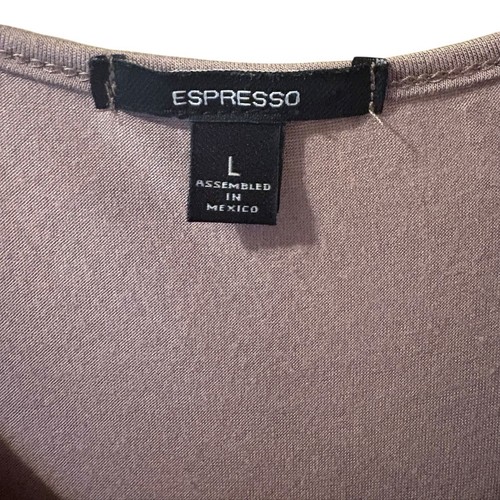 ESPRESSO
L
ASSEMBLED
IN
MEXICO